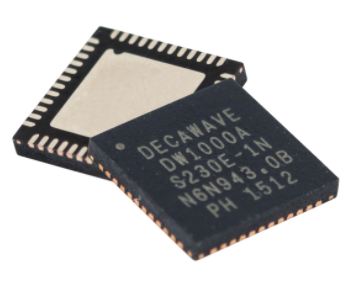 DECAWAVE
DW1000A
S230E-1N
N6N943.0B
PH 1512